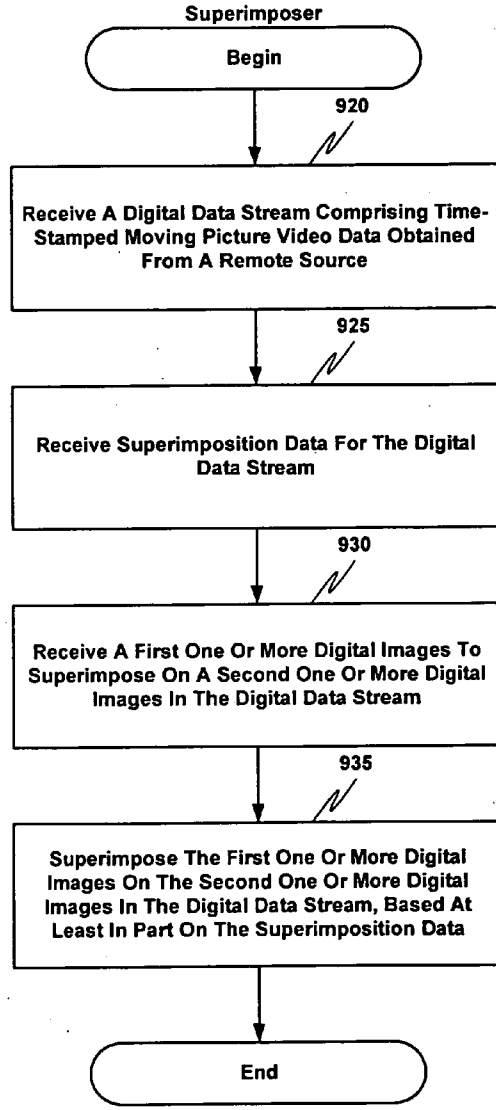 Superimposer
Begin
920
Receive A Digital Data Stream Comprising Time-
Stamped Moving Picture Video Data Obtained
From A Remote Source
925
Receive Superimposition Data For The Digital
Data Stream
930
Receive A First One Or More Digital Images To
Superimpose On A Second One Or More Digital
Images In The Digital Data Stream
935
Superimpose The First One Or More Digital
Images On The Second One Or More Digital
Images In The Digital Data Stream, Based At
Least In Part On The Superimposition Data
End